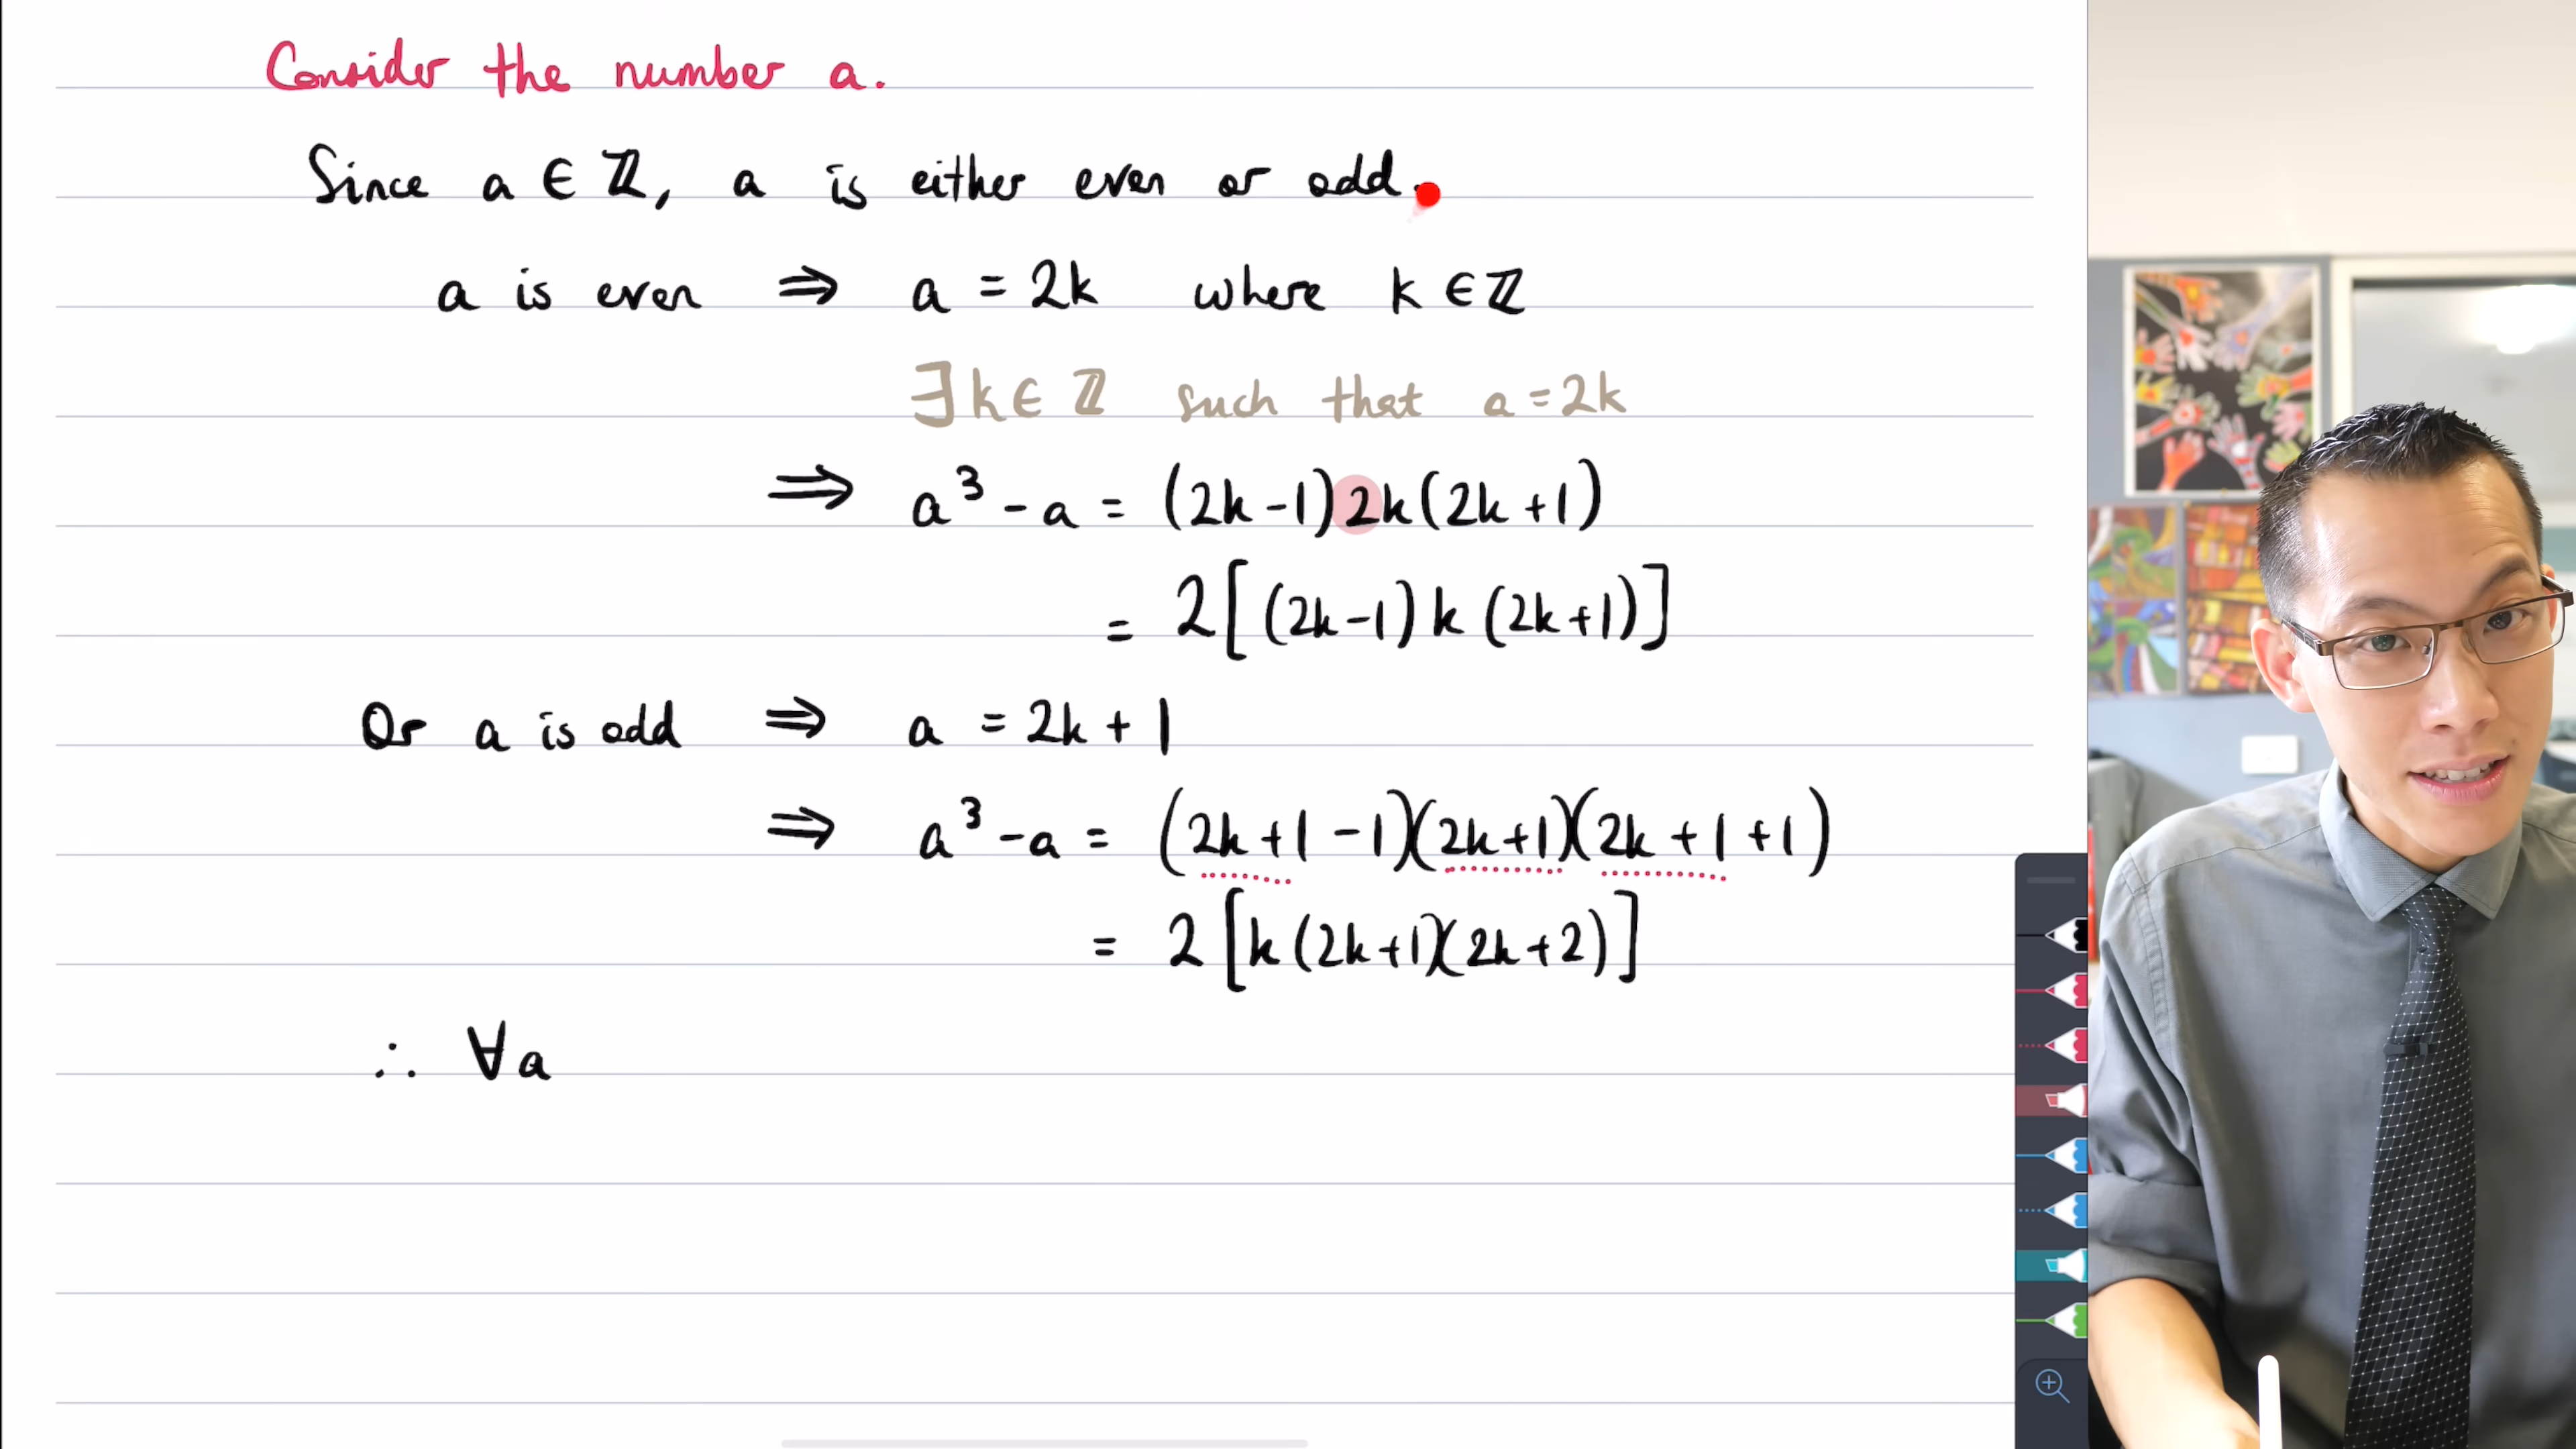 Consider the number a.
Since a ∈ ℤ, a is either even or odd.
a is even ⇒ a = 2k where k ∈ ℤ
∃ k ∈ ℤ such that a = 2k
⇒ a³ - a = (2k - 1) 2k (2k + 1)
= 2[(2k - 1) k (2k + 1)]
Or a is odd ⇒ a = 2k + 1
⇒ a³ - a = (2k + 1 - 1)(2k + 1)(2k + 1 + 1)
= 2[k(2k + 1)(2k + 2)]
∴ ∀a